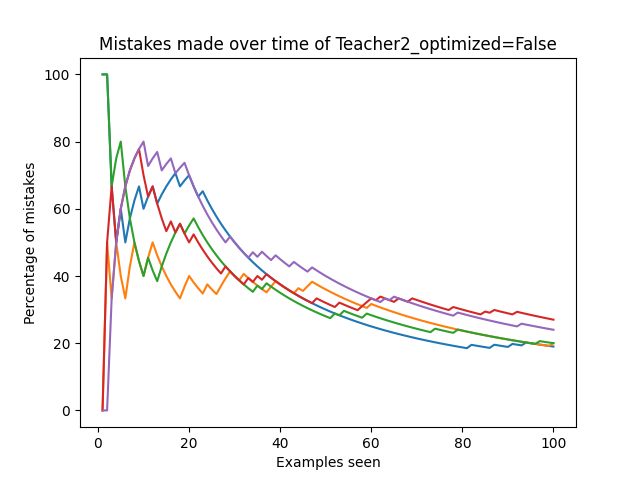 Mistakes made over time of Teacher2_optimized=False
100
80
60
40
20
0
Percentage of mistakes
0 20 40 60 80 100
Examples seen